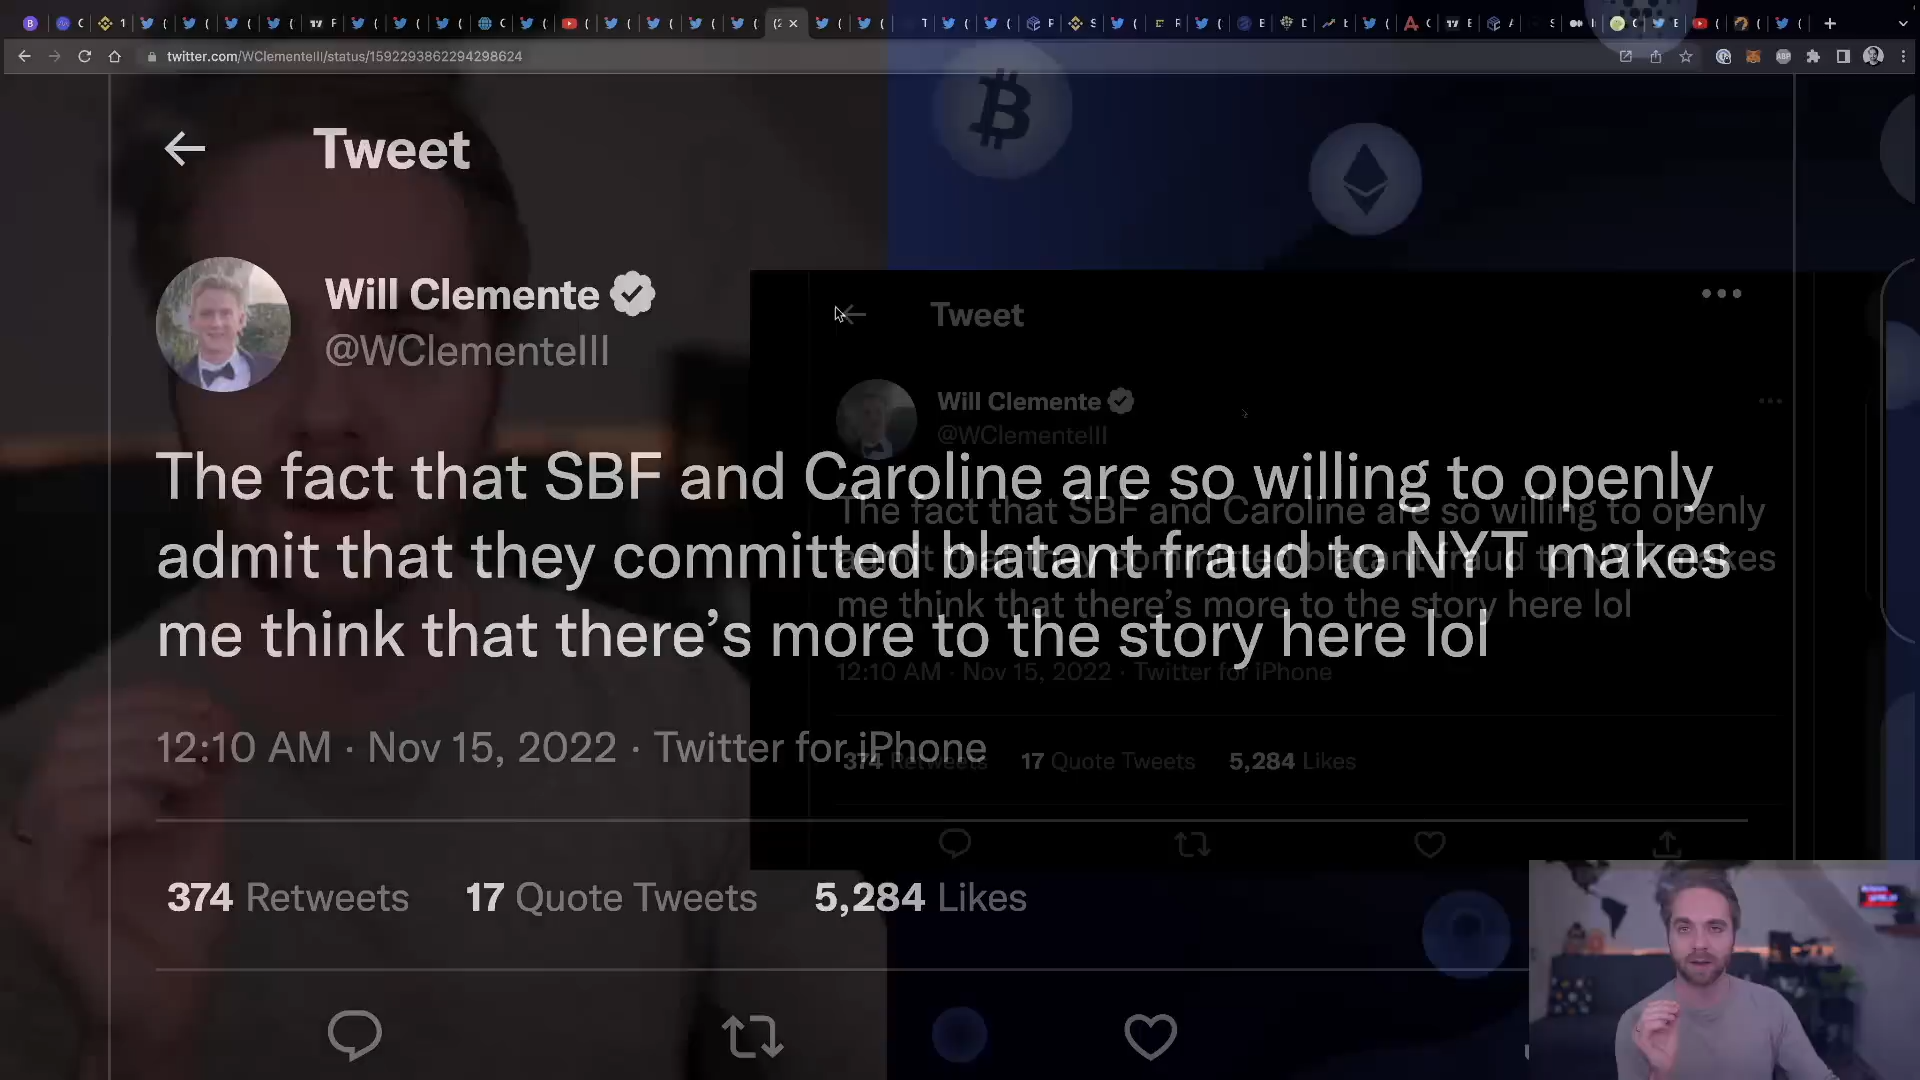 twitter.com/WClementeIII/status/1592293862294298624
Tweet
Will Clemente
@WClementeIII
The fact that SBF and Caroline are so willing to openly
admit that they committed blatant fraud to NYT makes
me think that there’s more to the story here lol
12:10 AM · Nov 15, 2022 · Twitter for iPhone
374 Retweets 17 Quote Tweets 5,284 Likes
Tweet
Will Clemente
@WClementeIII
The fact that SBF and Caroline are so willing to openly
admit that they committed blatant fraud to NYT makes
me think that there’s more to the story here lol
12:10 AM · Nov 15, 2022 · Twitter for iPhone
374 Retweets 17 Quote Tweets 5,284 Likes